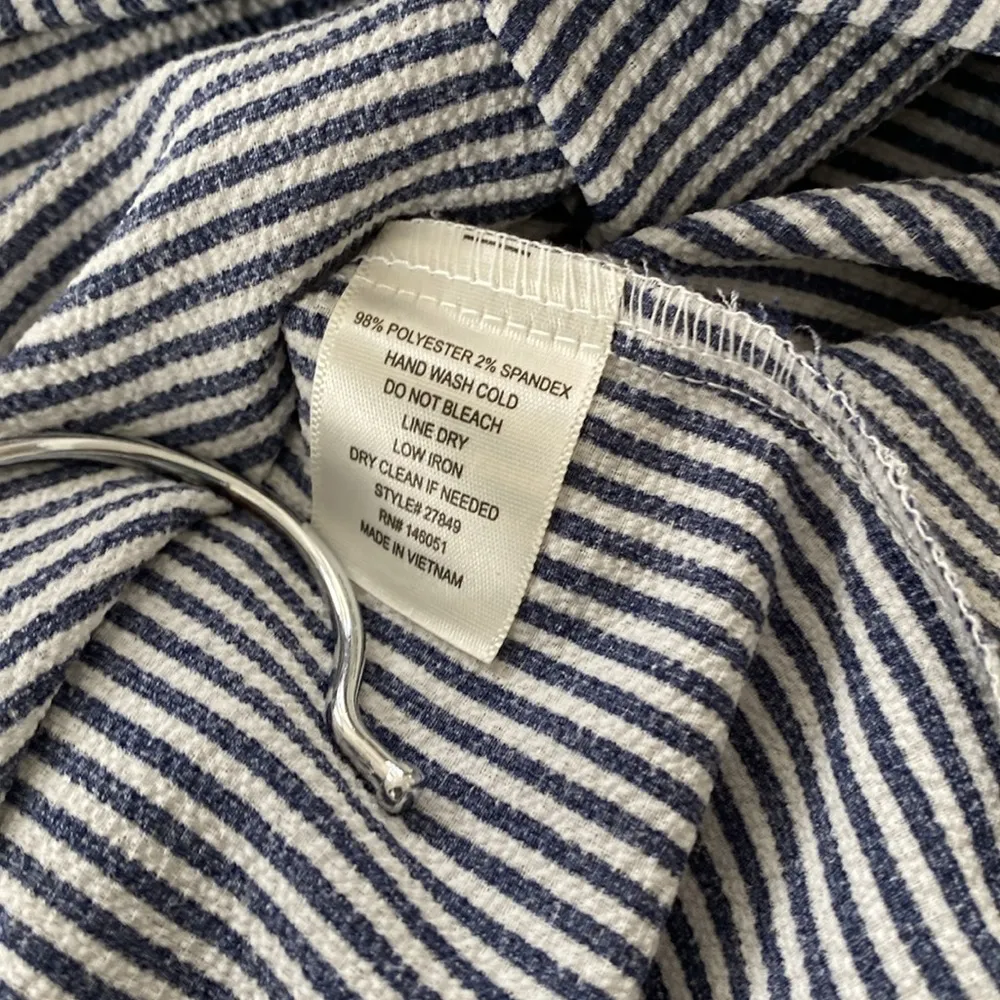 98% POLYESTER 2% SPANDEX
HAND WASH COLD
DO NOT BLEACH
LINE DRY
LOW IRON
DRY CLEAN IF NEEDED
STYLE# 27849
RN# 146051
MADE IN VIETNAM